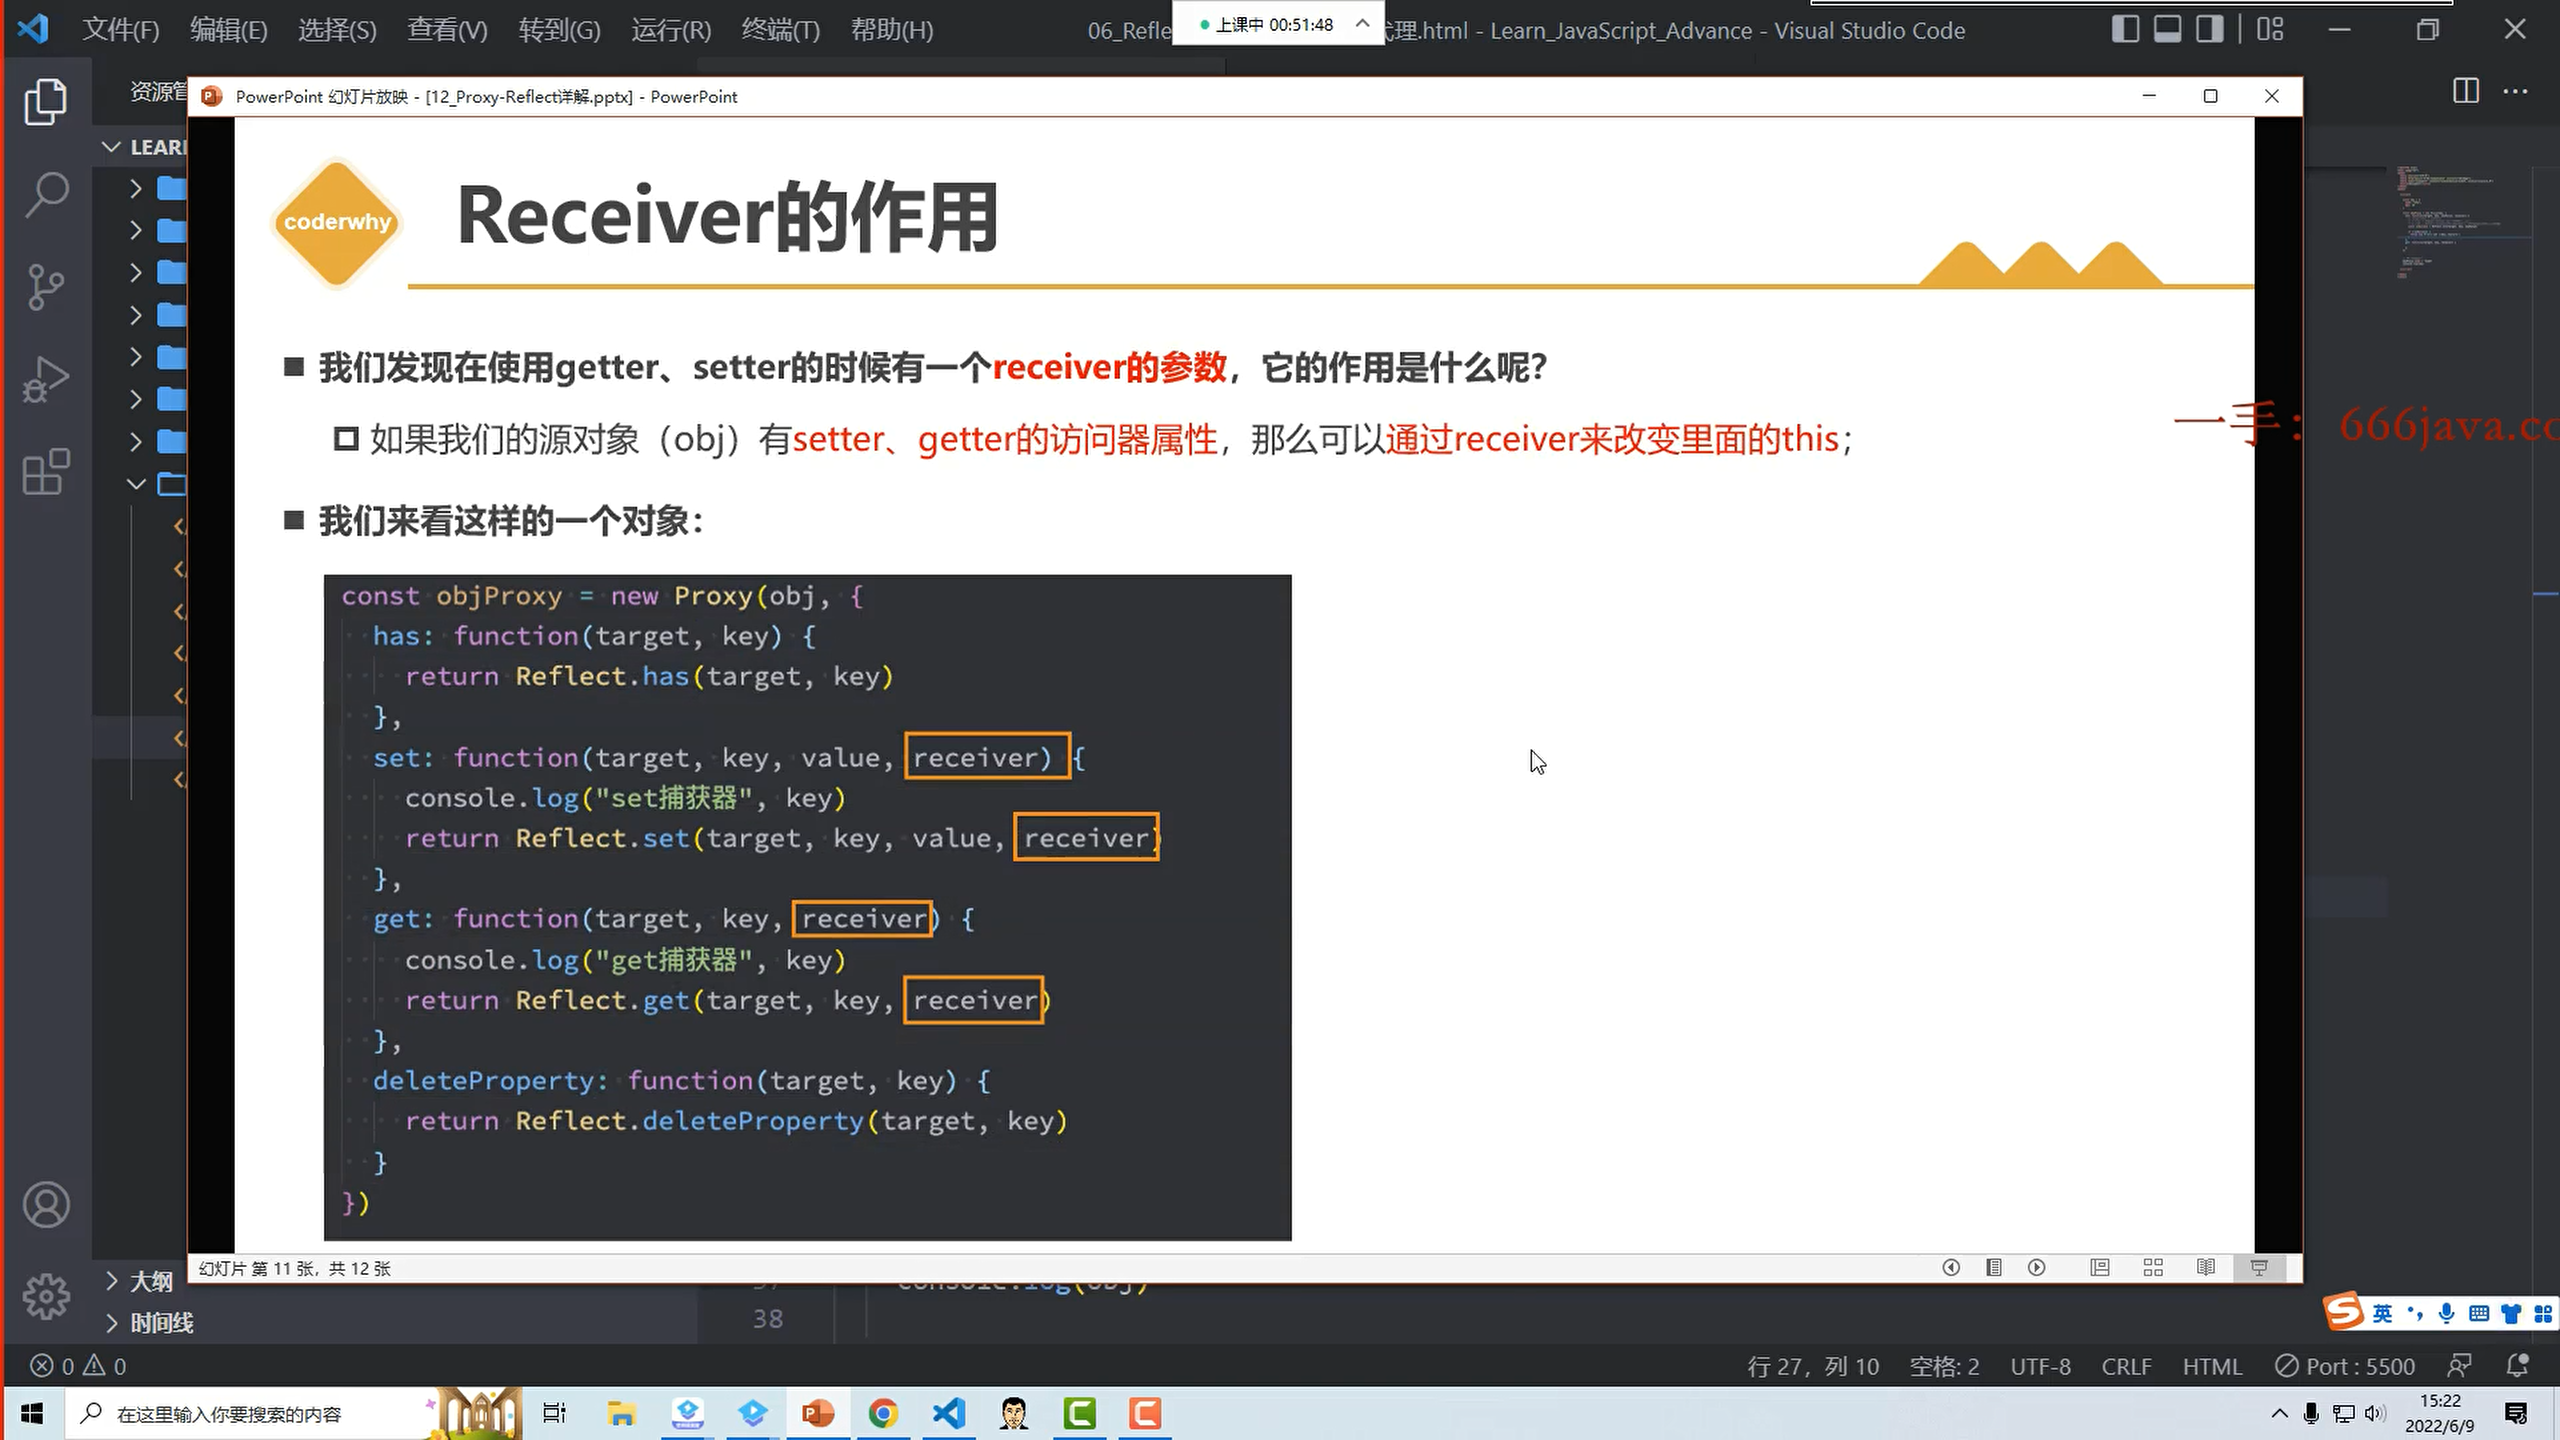 文件(F) 编辑(E) 选择(S) 查看(V) 转到(G) 运行(R) 终端(T) 帮助(H)
06_Refle
上课中 00:51:48
代理.html - Learn_JavaScript_Advance - Visual Studio Code
资源管
PowerPoint 幻灯片放映 - [12_Proxy-Reflect详解.pptx] - PowerPoint
LEAR
coderwhy
Receiver的作用
我们发现在使用getter、setter的时候有一个receiver的参数，它的作用是什么呢？
如果我们的源对象（obj）有setter、getter的访问器属性，那么可以通过receiver来改变里面的this；
一手： 666java.co
我们来看这样的一个对象：
const objProxy = new Proxy(obj, {
has: function(target, key) {
return Reflect.has(target, key)
},
set: function(target, key, value, receiver) {
console.log("set捕获器", key)
return Reflect.set(target, key, value, receiver)
},
get: function(target, key, receiver) {
console.log("get捕获器", key)
return Reflect.get(target, key, receiver)
},
deleteProperty: function(target, key) {
return Reflect.deleteProperty(target, key)
}
})
幻灯片 第 11 张，共 12 张
大纲
console.log(obj)
时间线
38
英
0 0
行 27，列 10 空格: 2 UTF-8 CRLF HTML Port : 5500
在这里输入你要搜索的内容
15:22
2022/6/9